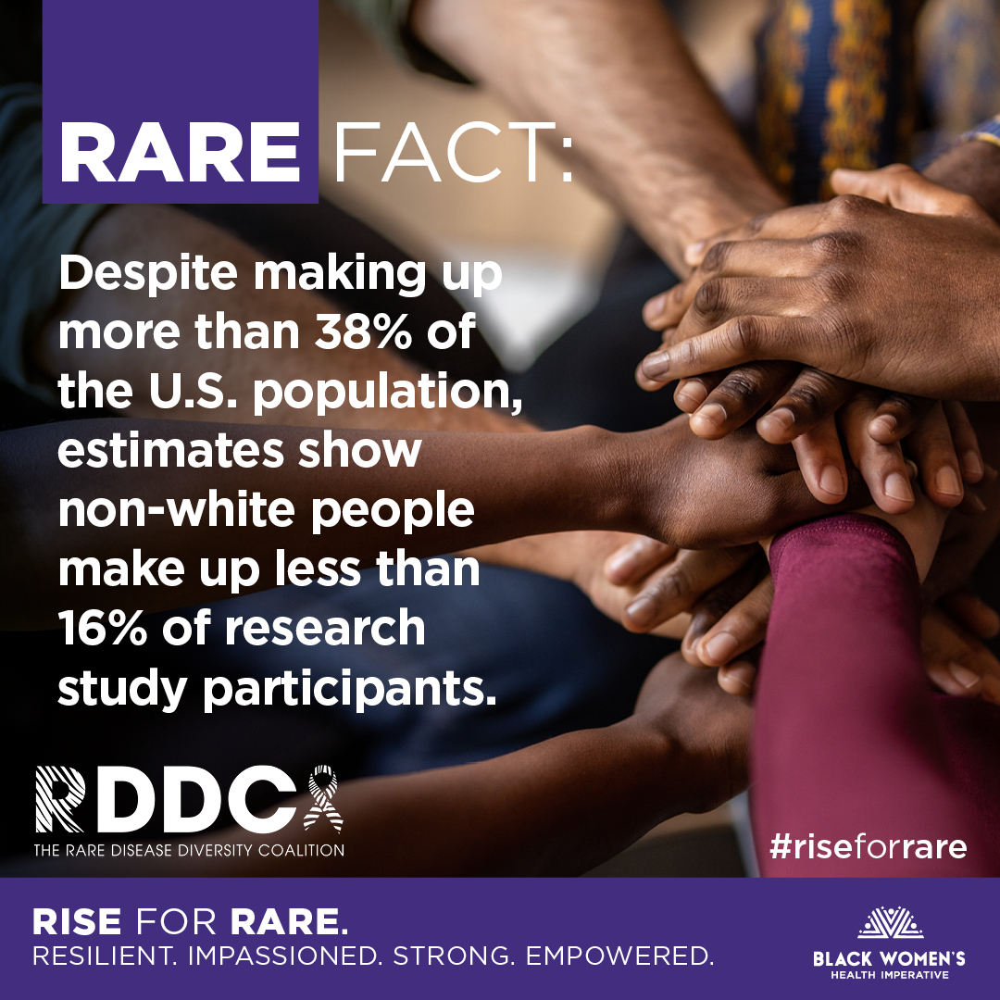 RARE FACT:
Despite making up
more than 38% of
the U.S. population,
estimates show
non-white people
make up less than
16% of research
study participants.
RDDC
THE RARE DISEASE DIVERSITY COALITION
#riseforrare
RISE FOR RARE.
RESILIENT. IMPASSIONED. STRONG. EMPOWERED.
BLACK WOMEN'S
HEALTH IMPERATIVE